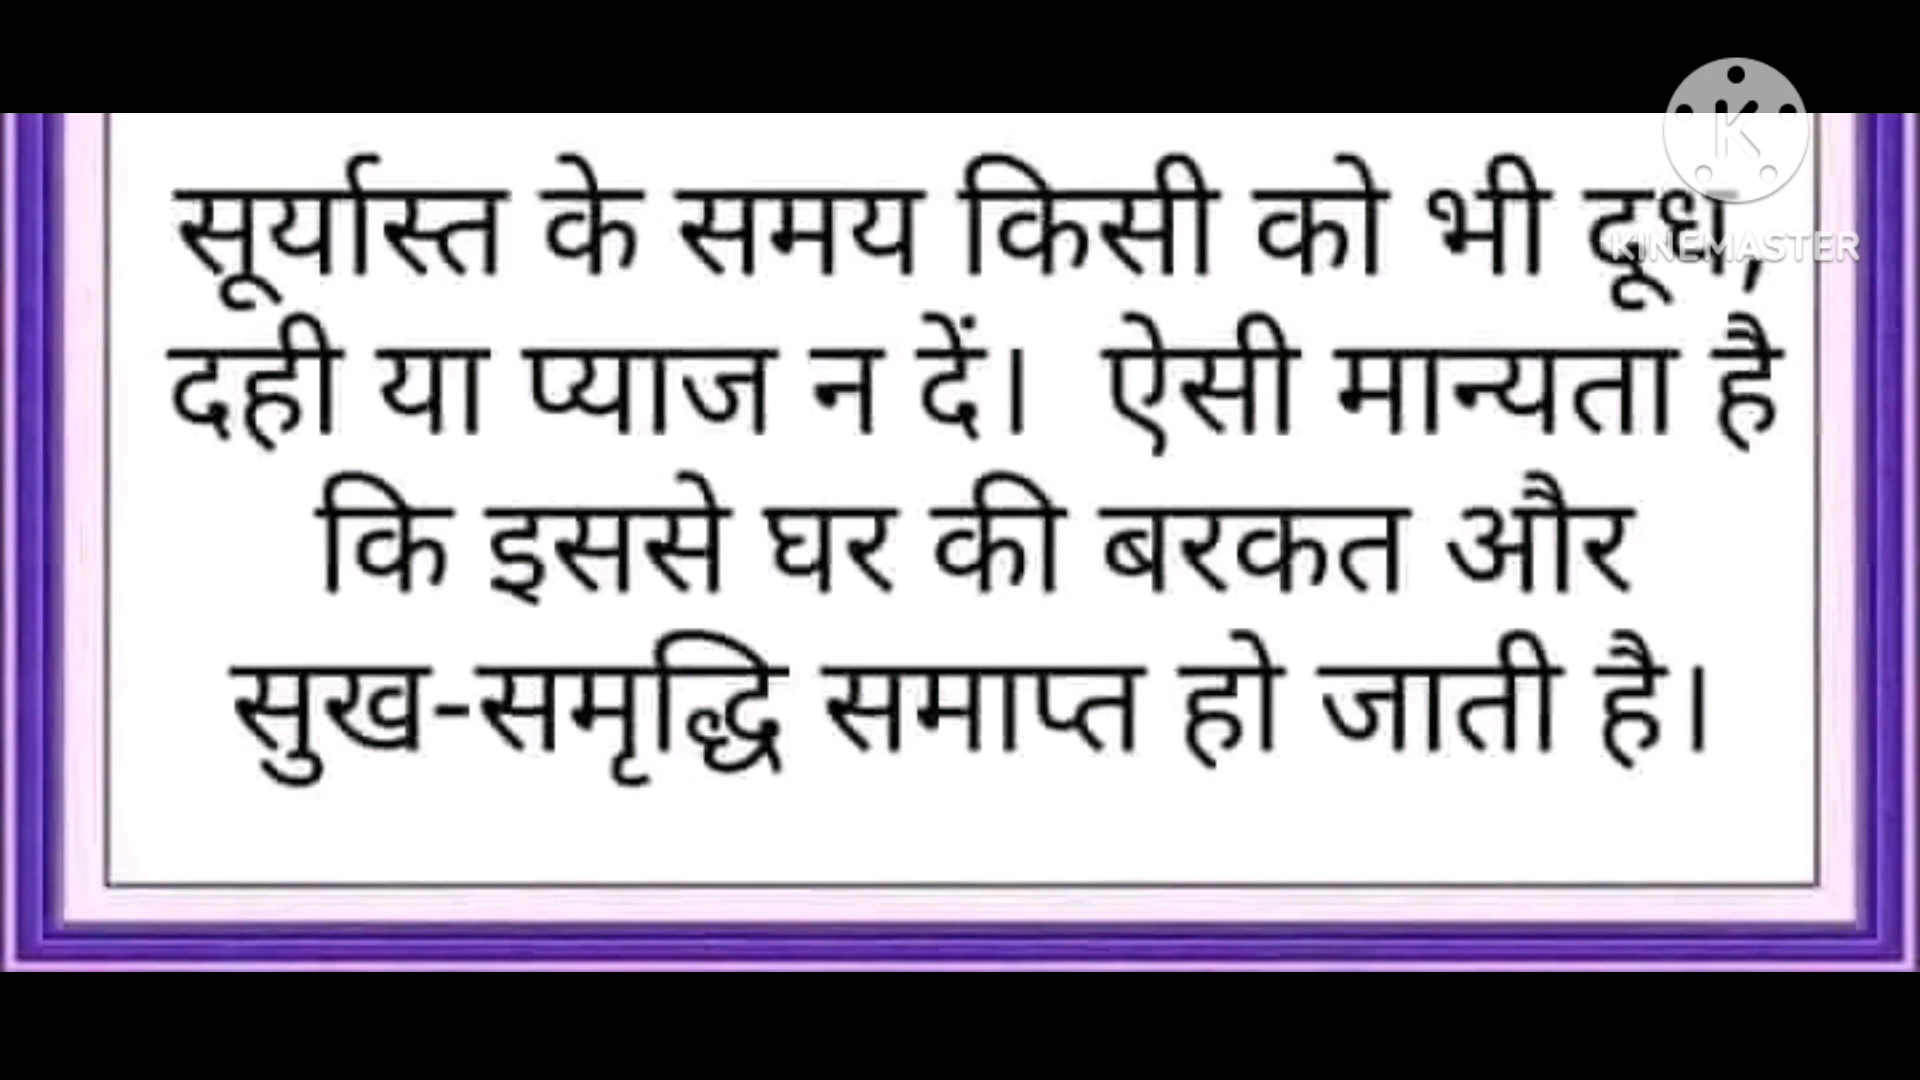 सूर्यास्त के समय किसी को भी दूध,
दही या प्याज न दें। ऐसी मान्यता है
कि इससे घर की बरकत और
सुख-समृद्धि समाप्त हो जाती है।
K
KINEMASTER